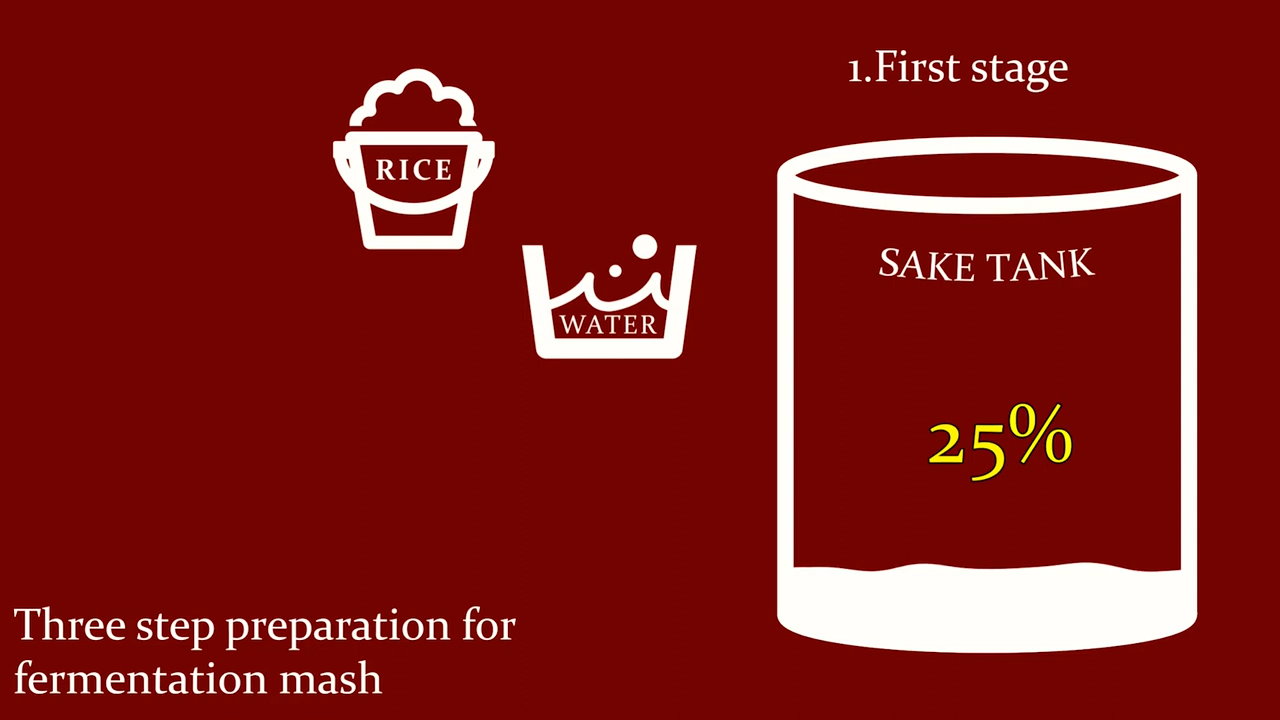 1.First stage
RICE
WATER
SAKE TANK
25%
Three step preparation for
fermentation mash